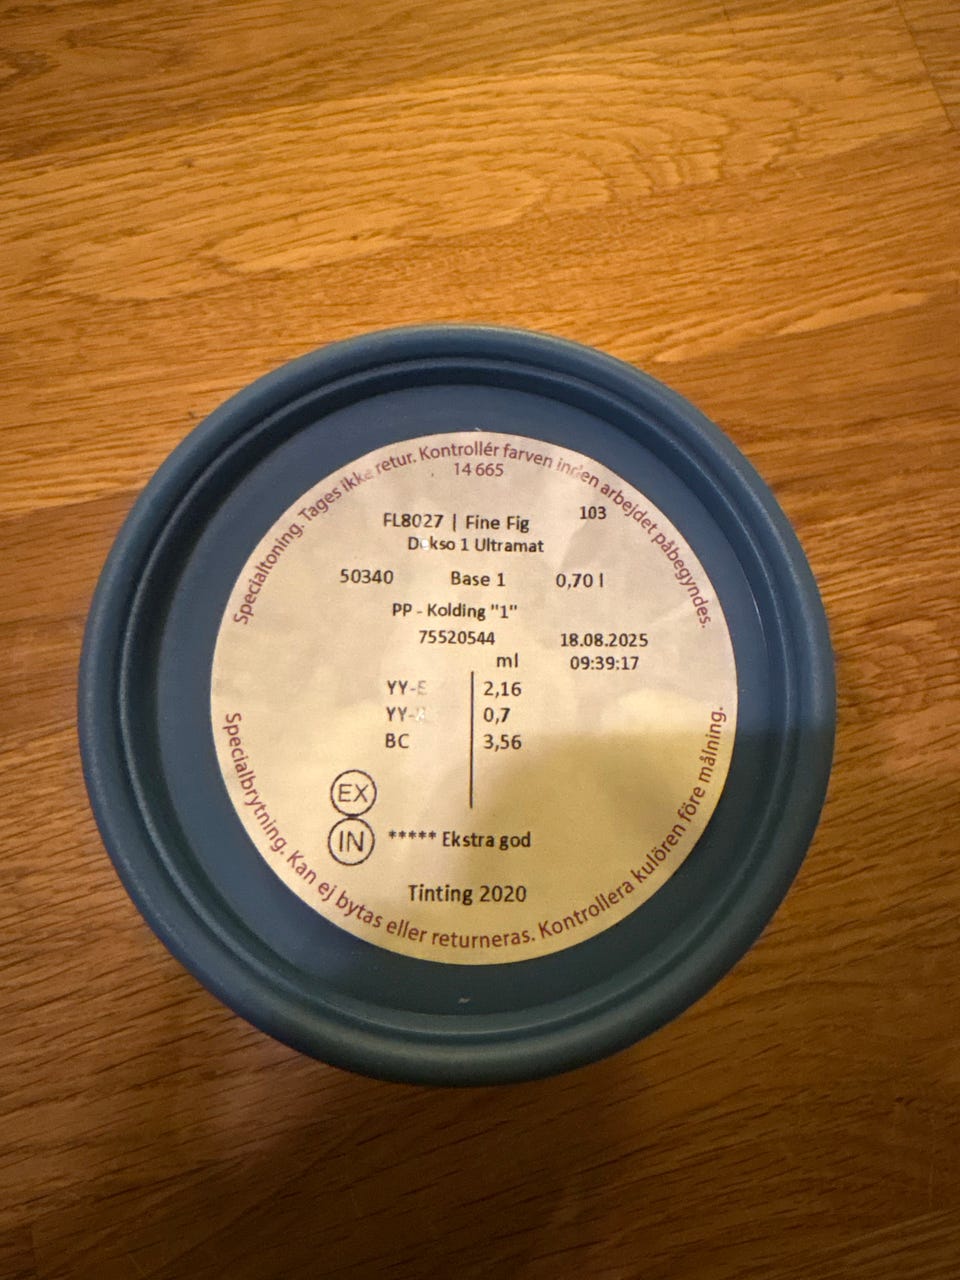 Specialtoning. Tages ikke retur. Kontrollér farven inden arbejdet påbegyndes.
14 665
103
FL8027 | Fine Fig
Dekso 1 Ultramat
50340 Base 1 0,70 l
PP - Kolding "1"
75520544 18.08.2025
ml 09:39:17
2,16
0,7
BC 3,56
EX
IN ***** Ekstra god
Tinting 2020
Specialbrytning. Kan ej bytas eller returneras. Kontrollera kulören före målning.